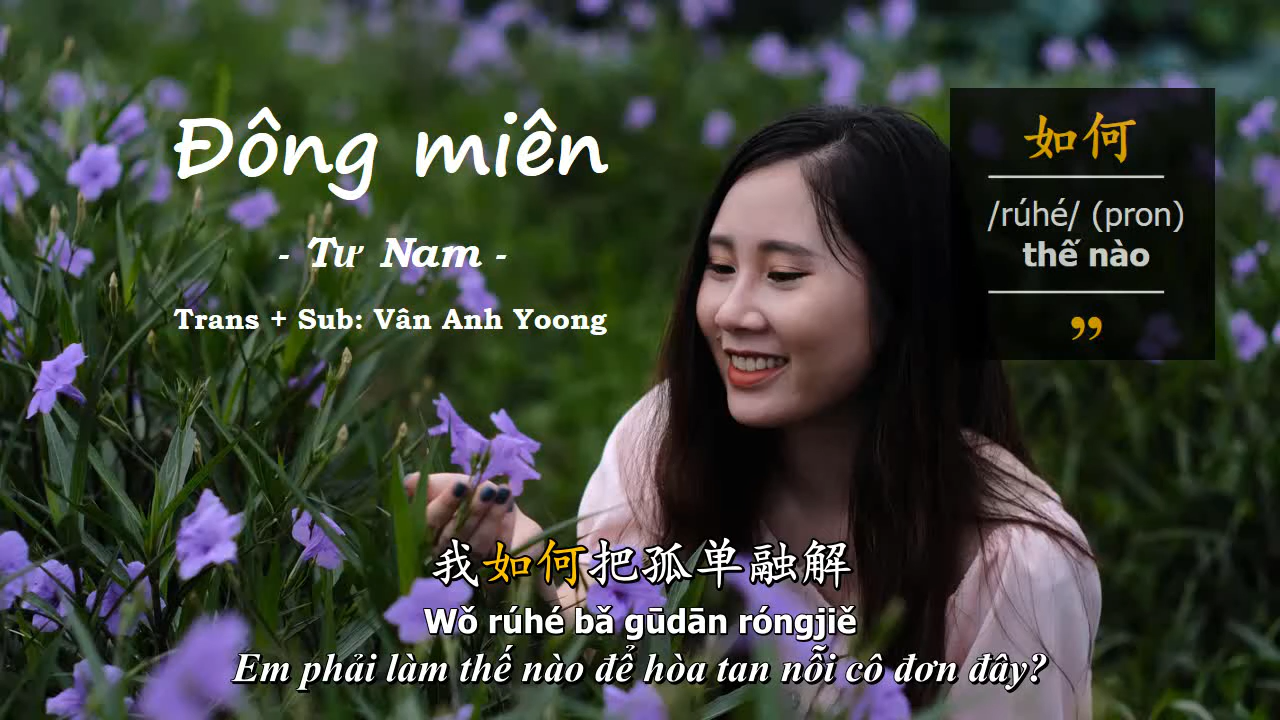 Đông miên
- Tư Nam -
Trans + Sub: Vân Anh Yoong
如何
/rúhé/ (pron)
thế nào
”
我如何把孤单融解
Wǒ rúhé bǎ gūdān róngjiě
Em phải làm thế nào để hòa tan nỗi cô đơn đây?